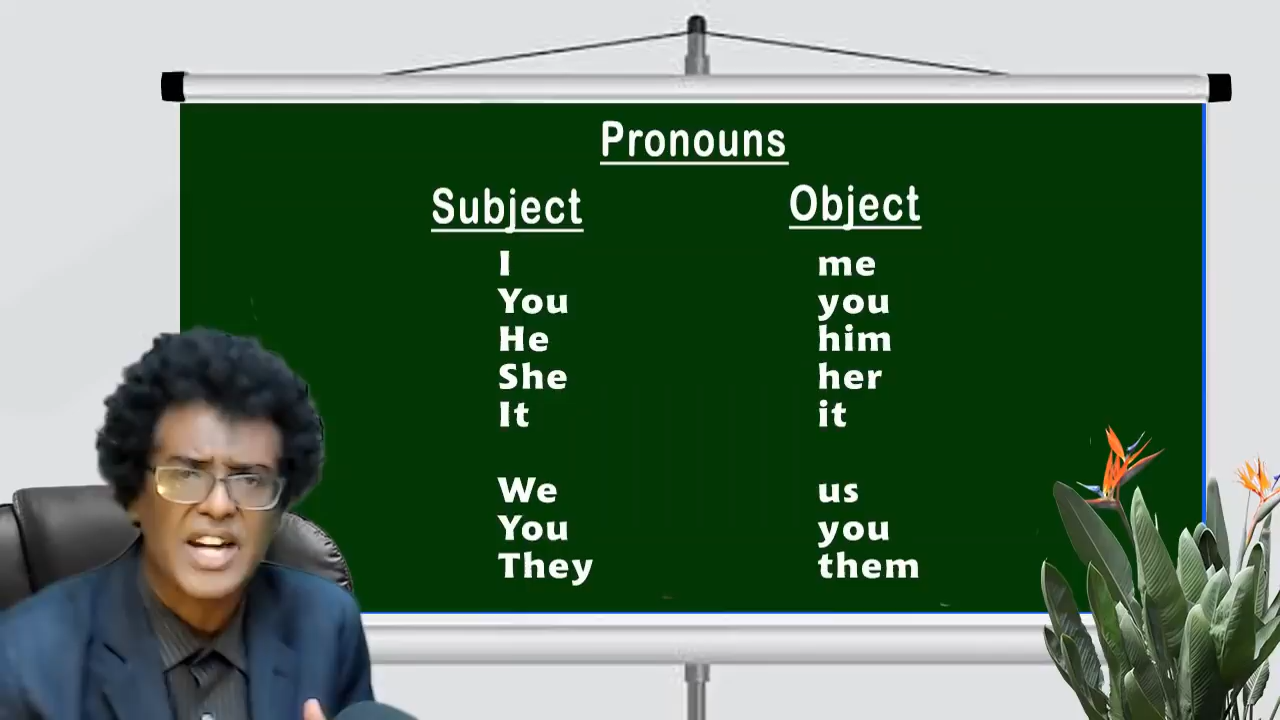 Pronouns
Subject Object
I me
You you
He him
She her
It it
We us
You you
They them